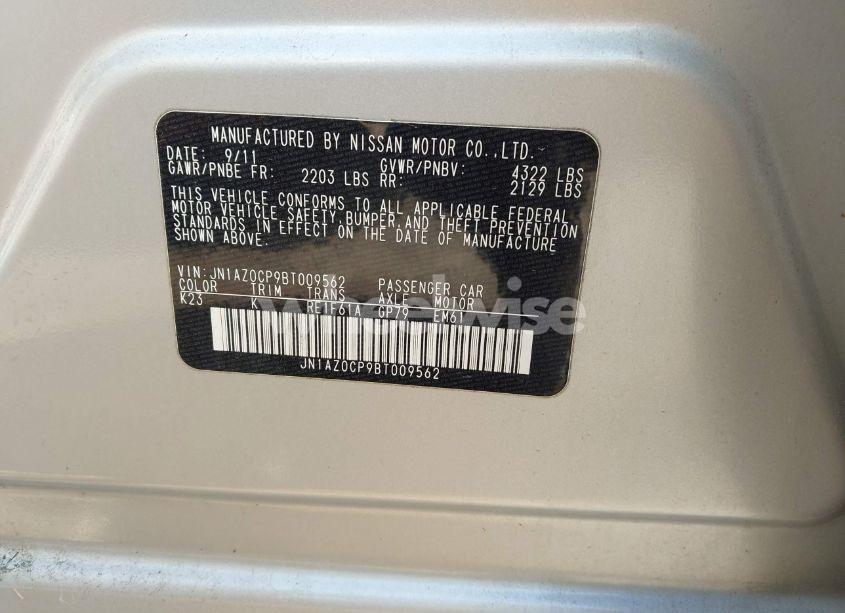 MANUFACTURED BY NISSAN MOTOR CO.,LTD.
DATE: 9/11 GVWR/PNBV: 4322 LBS
GAWR/PNBE FR: 2203 LBS RR: 2129 LBS
THIS VEHICLE CONFORMS TO ALL APPLICABLE FEDERAL
MOTOR VEHICLE SAFETY,BUMPER,AND THEFT PREVENTION
STANDARDS IN EFFECT ON THE DATE OF MANUFACTURE
SHOWN ABOVE.
VIN:JN1AZ0CP9BT009562 PASSENGER CAR
COLOR TRIM TRANS AXLE MOTOR
K23 K RE1F61A GP79 EM61
wheelwise
JN1AZ0CP9BT009562